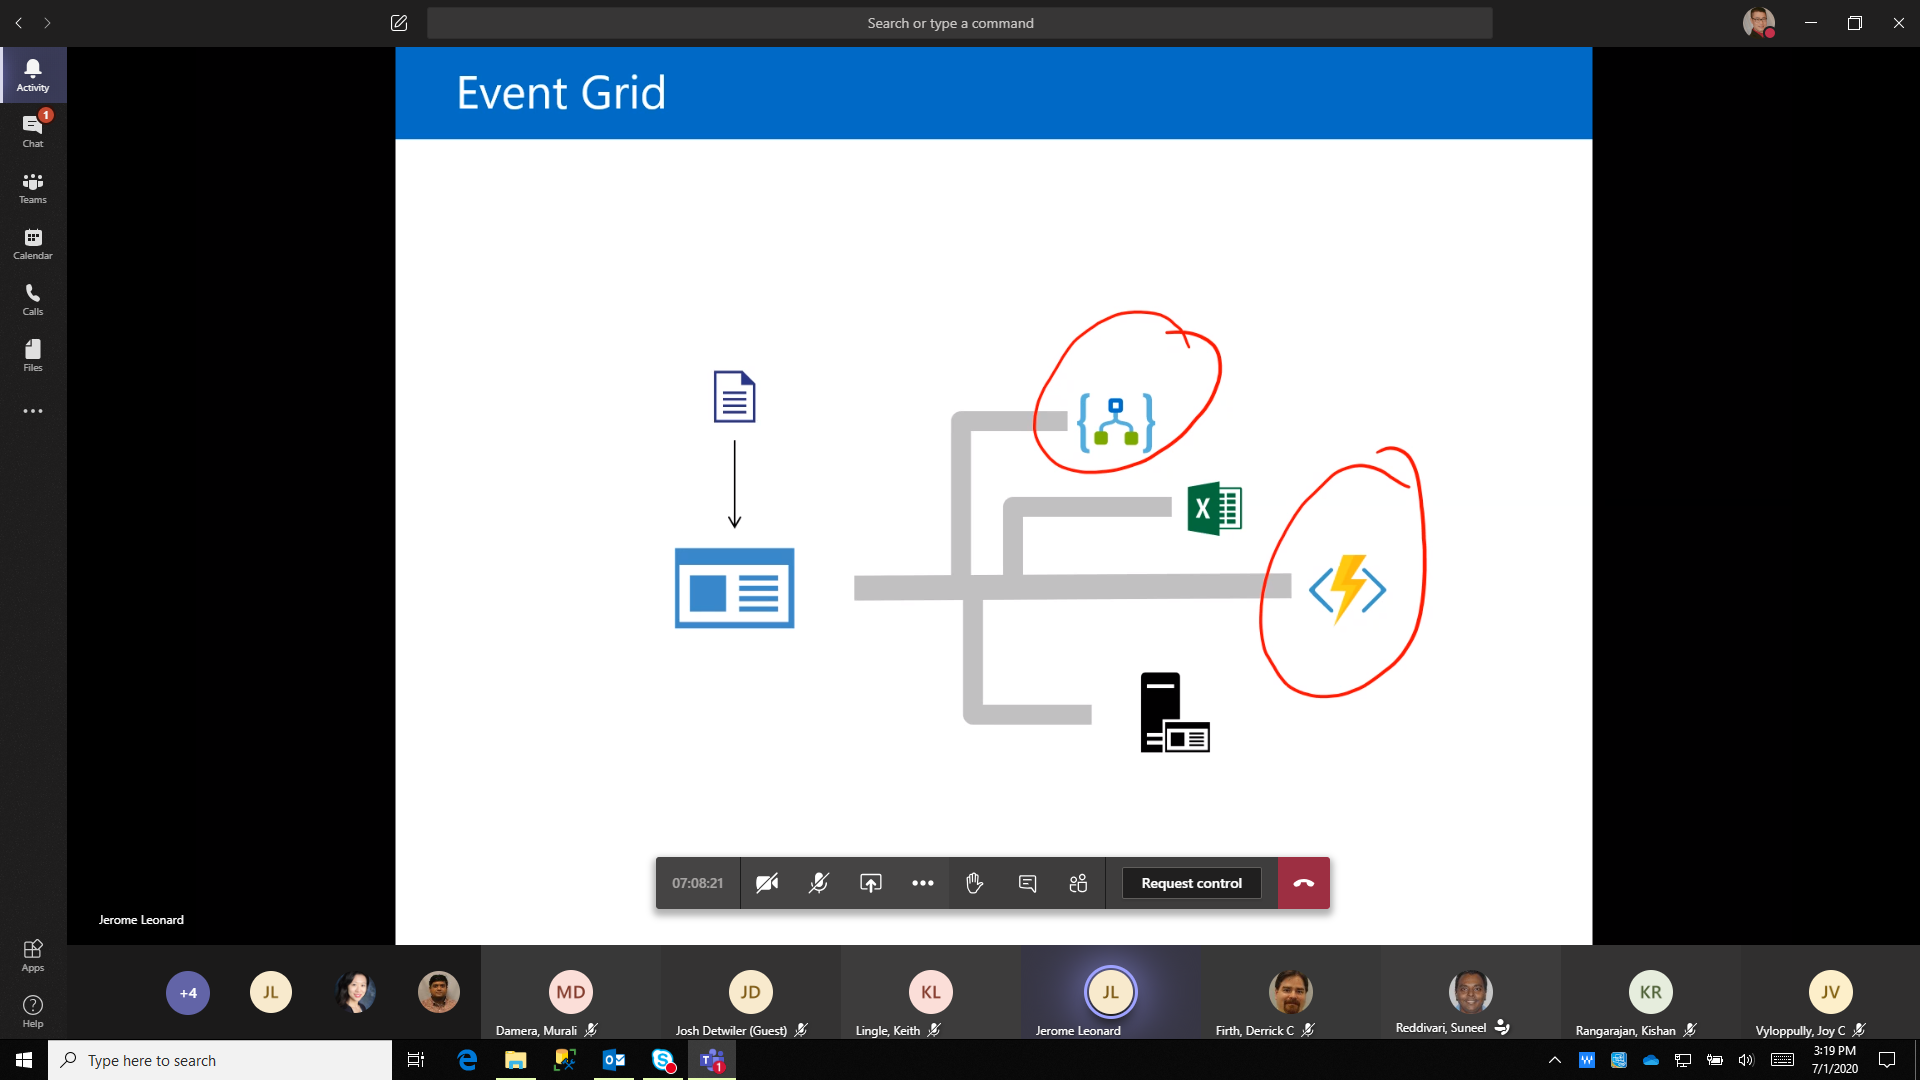 Search or type a command
Activity
1
Chat
Teams
Calendar
Calls
Files
Event Grid
X
07:08:21
Request control
Jerome Leonard
Apps
Help
+4
JL
MD
JD
KL
JL
KR
JV
Damera, Murali
Josh Detwiler (Guest)
Lingle, Keith
Jerome Leonard
Firth, Derrick C
Reddivari, Suneel
Rangarajan, Kishan
Vyloppully, Joy C
Type here to search
1
3:19 PM
7/1/2020